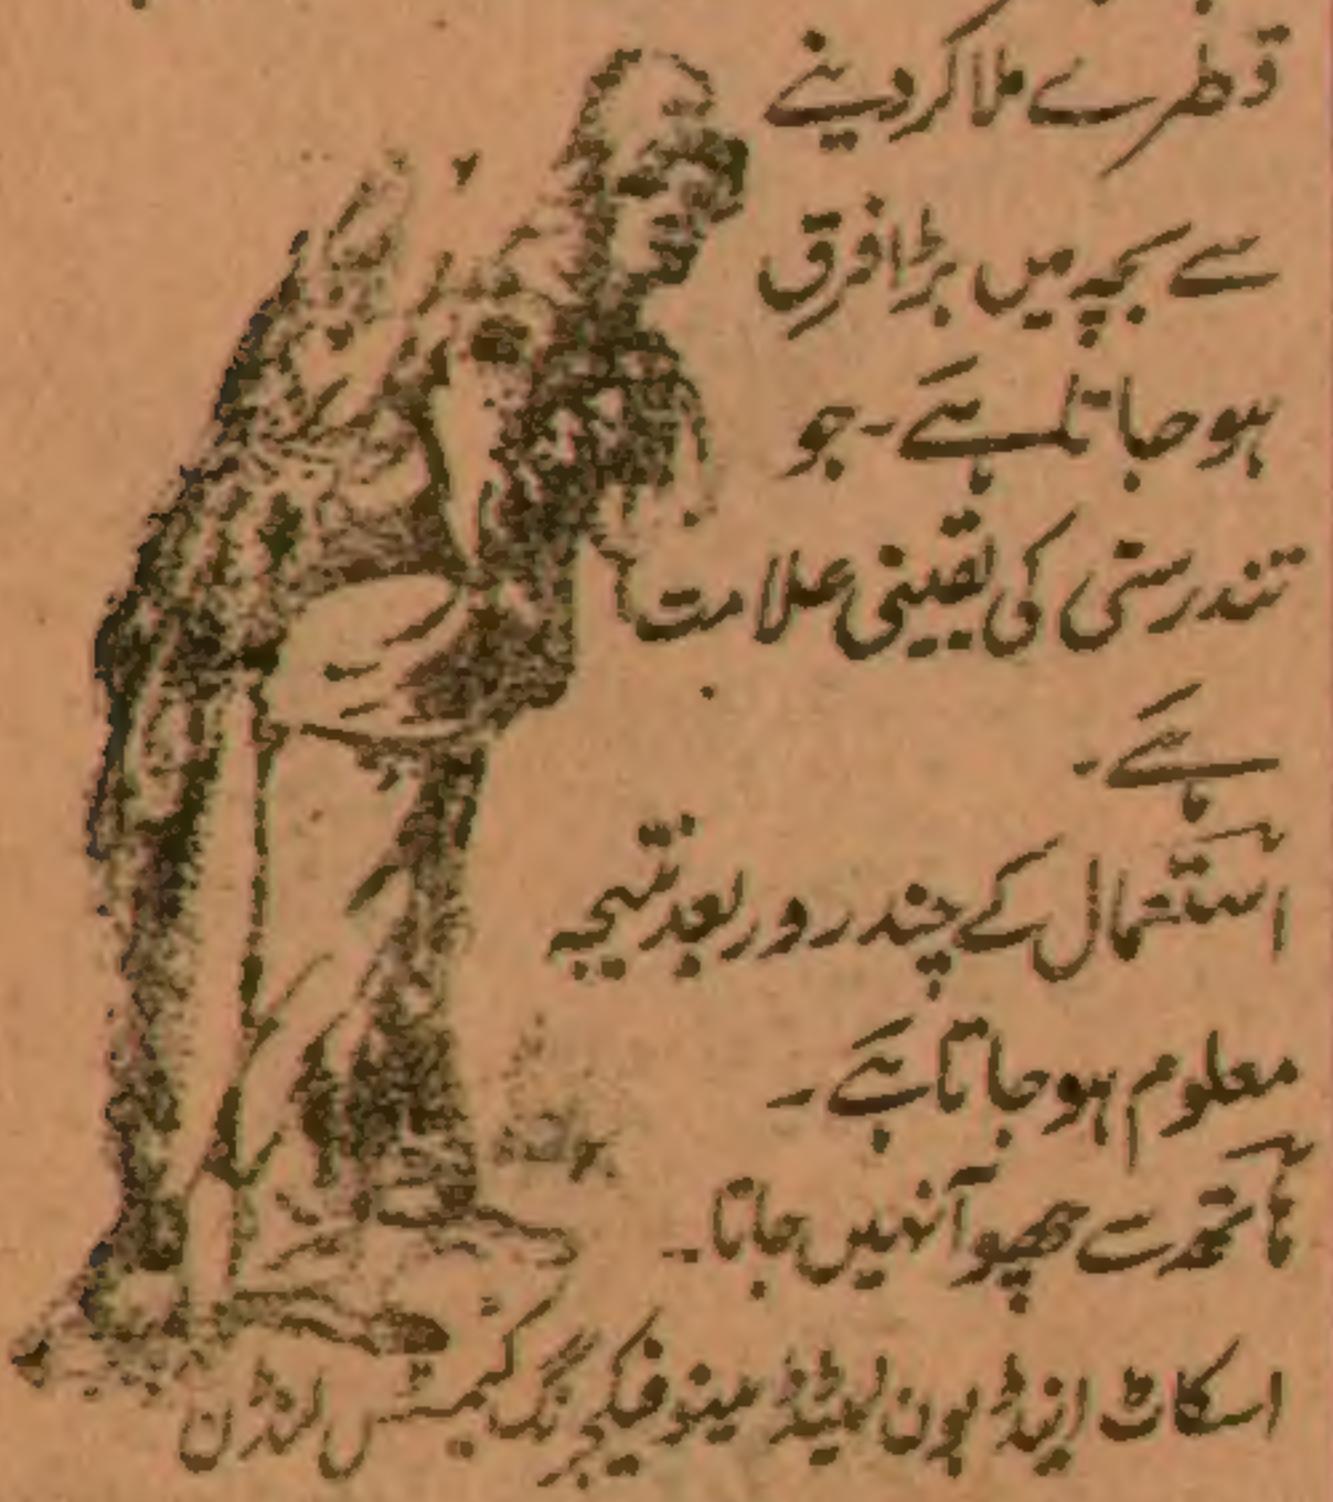 قطرے ملا کر دینے
سے بچہ میں بڑا فرق
ہو جاتا ہے - جو
تندرستی کی یقینی علامت
ہے -
استعمال کے چند روز بعد نتیجہ
معلوم ہو جاتا ہے -
ہاتھ سے چھوا نہیں جاتا -
اسکاٹ اینڈ بون لمیٹڈ مینوفیکچرنگ کیمسٹس لنڈن